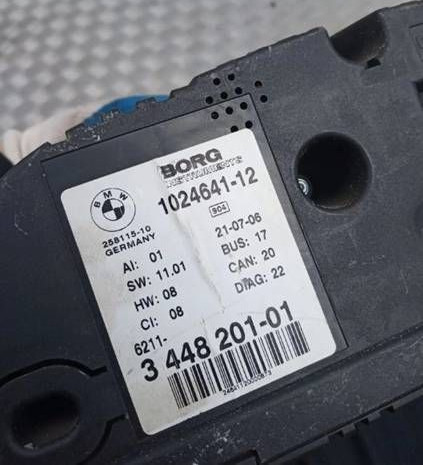 BMW
BORG
INSTRUMENTS
1024641-12
258115-10
GERMANY
904
21-07-06
AI: 01
BUS: 17
SW: 11.01
CAN: 20
HW: 08
DIAG: 22
CI: 08
6211-
3 448 201-01